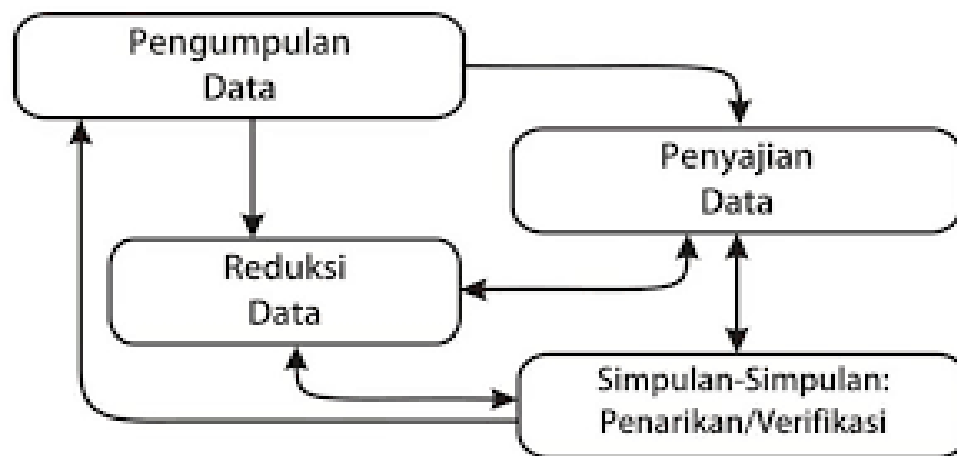 Pengumpulan
Data
Penyajian
Data
Reduksi
Data
Simpulan-Simpulan:
Penarikan/Verifikasi